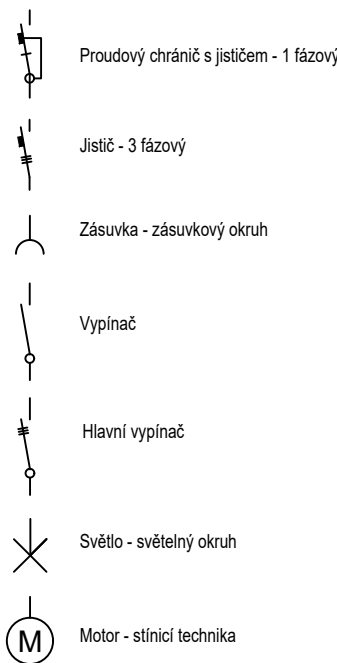 Proudový chránič s jističem - 1 fázový
Jistič - 3 fázový
Zásuvka - zásuvkový okruh
Vypínač
Hlavní vypínač
Světlo - světelný okruh
M
Motor - stínicí technika